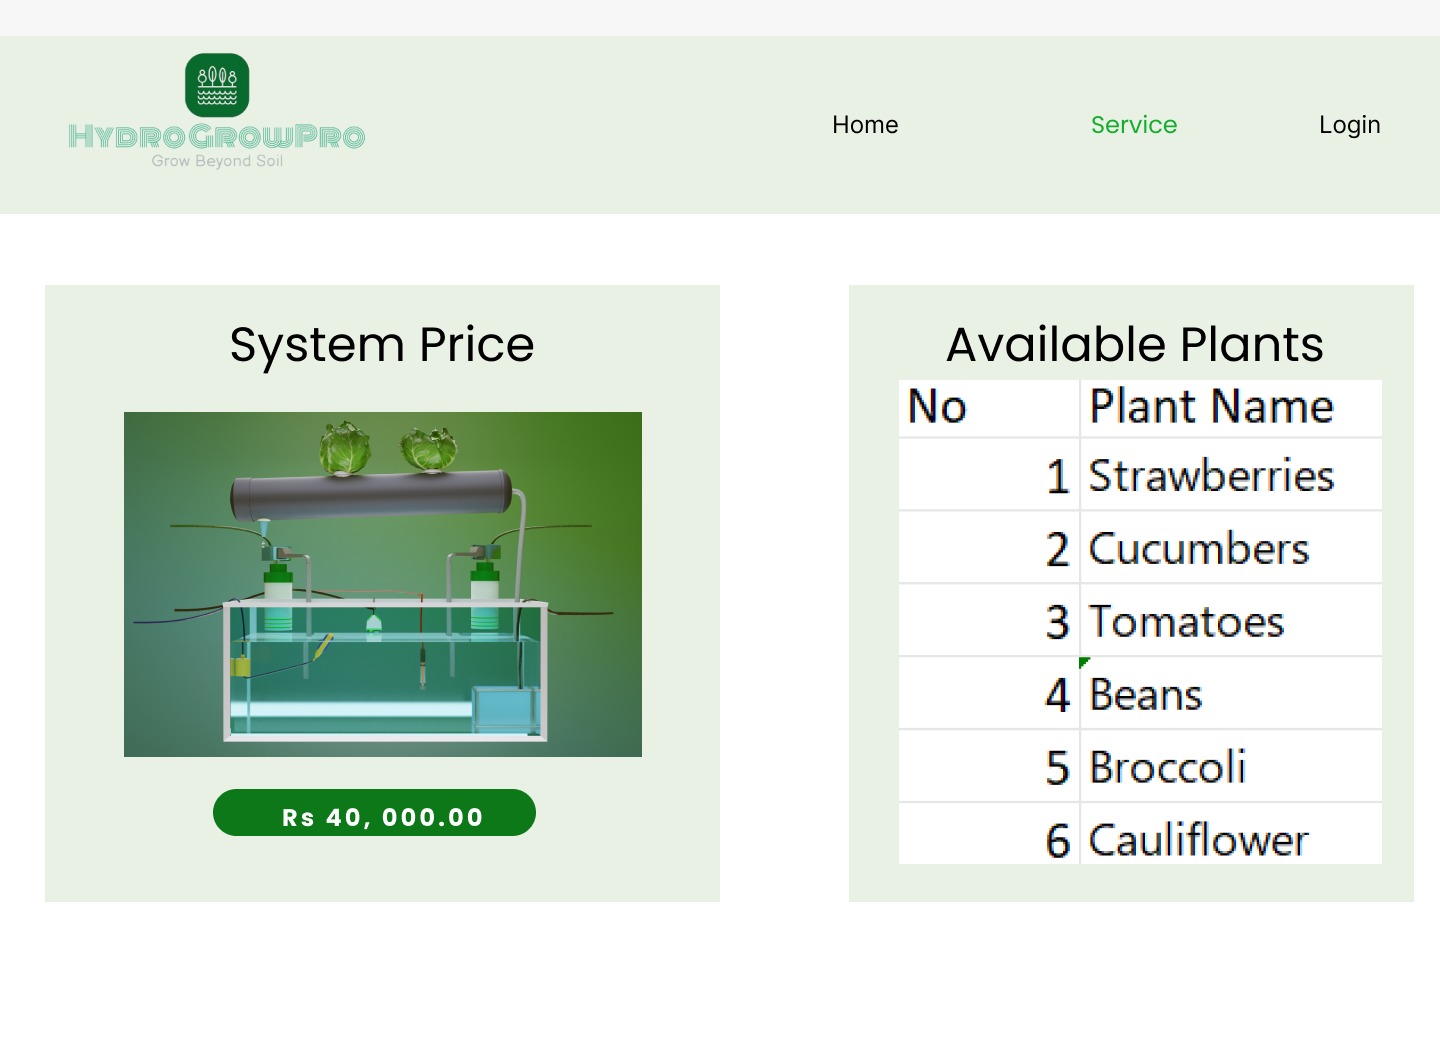 HydroGrowPro
Grow Beyond Soil
Home Service Login
System Price
Rs 40, 000.00
Available Plants
No Plant Name
1 Strawberries
2 Cucumbers
3 Tomatoes
4 Beans
5 Broccoli
6 Cauliflower